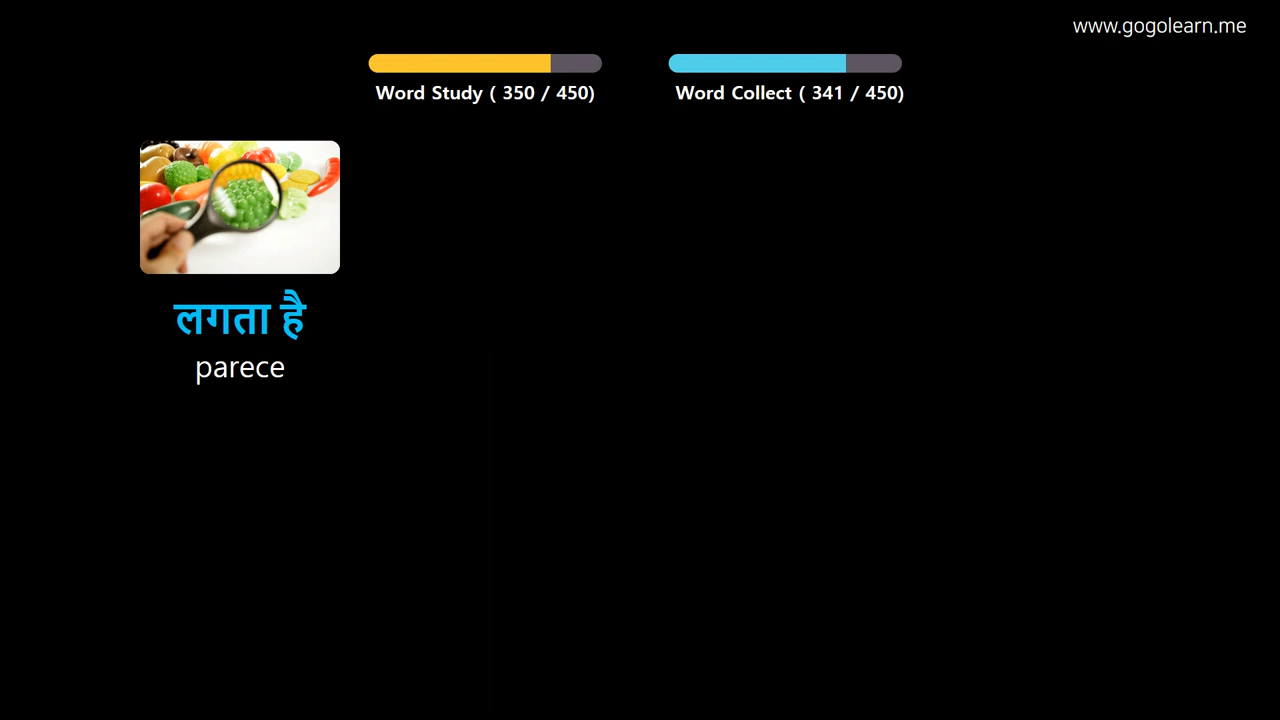 www.gogolearn.me
Word Study ( 350 / 450)
Word Collect ( 341 / 450)
लगता है
parece